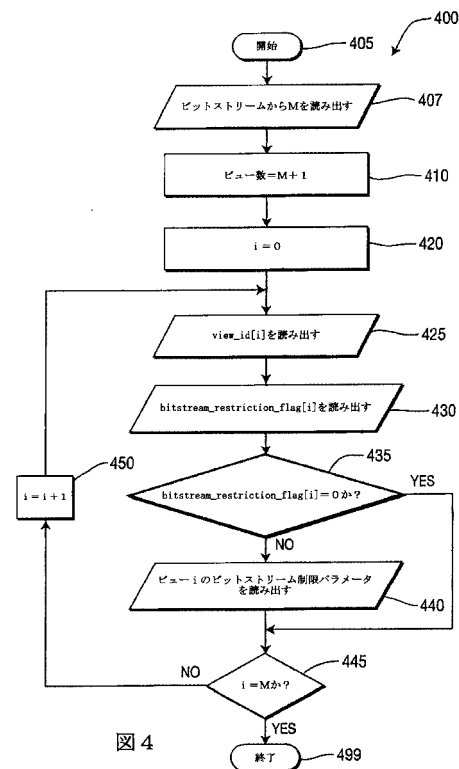 400
開始
405
ビットストリームからMを読み出す
407
ビュー数=M+1
410
i=0
420
view_id[i]を読み出す
425
bitstream_restriction_flag[i]を読み出す
430
435
450
i=i+1
bitstream_restriction_flag[i]=0か?
YES
NO
ビューiのビットストリーム制限パラメータ
を読み出す
440
445
NO
i=Mか?
YES
図4
終了
499